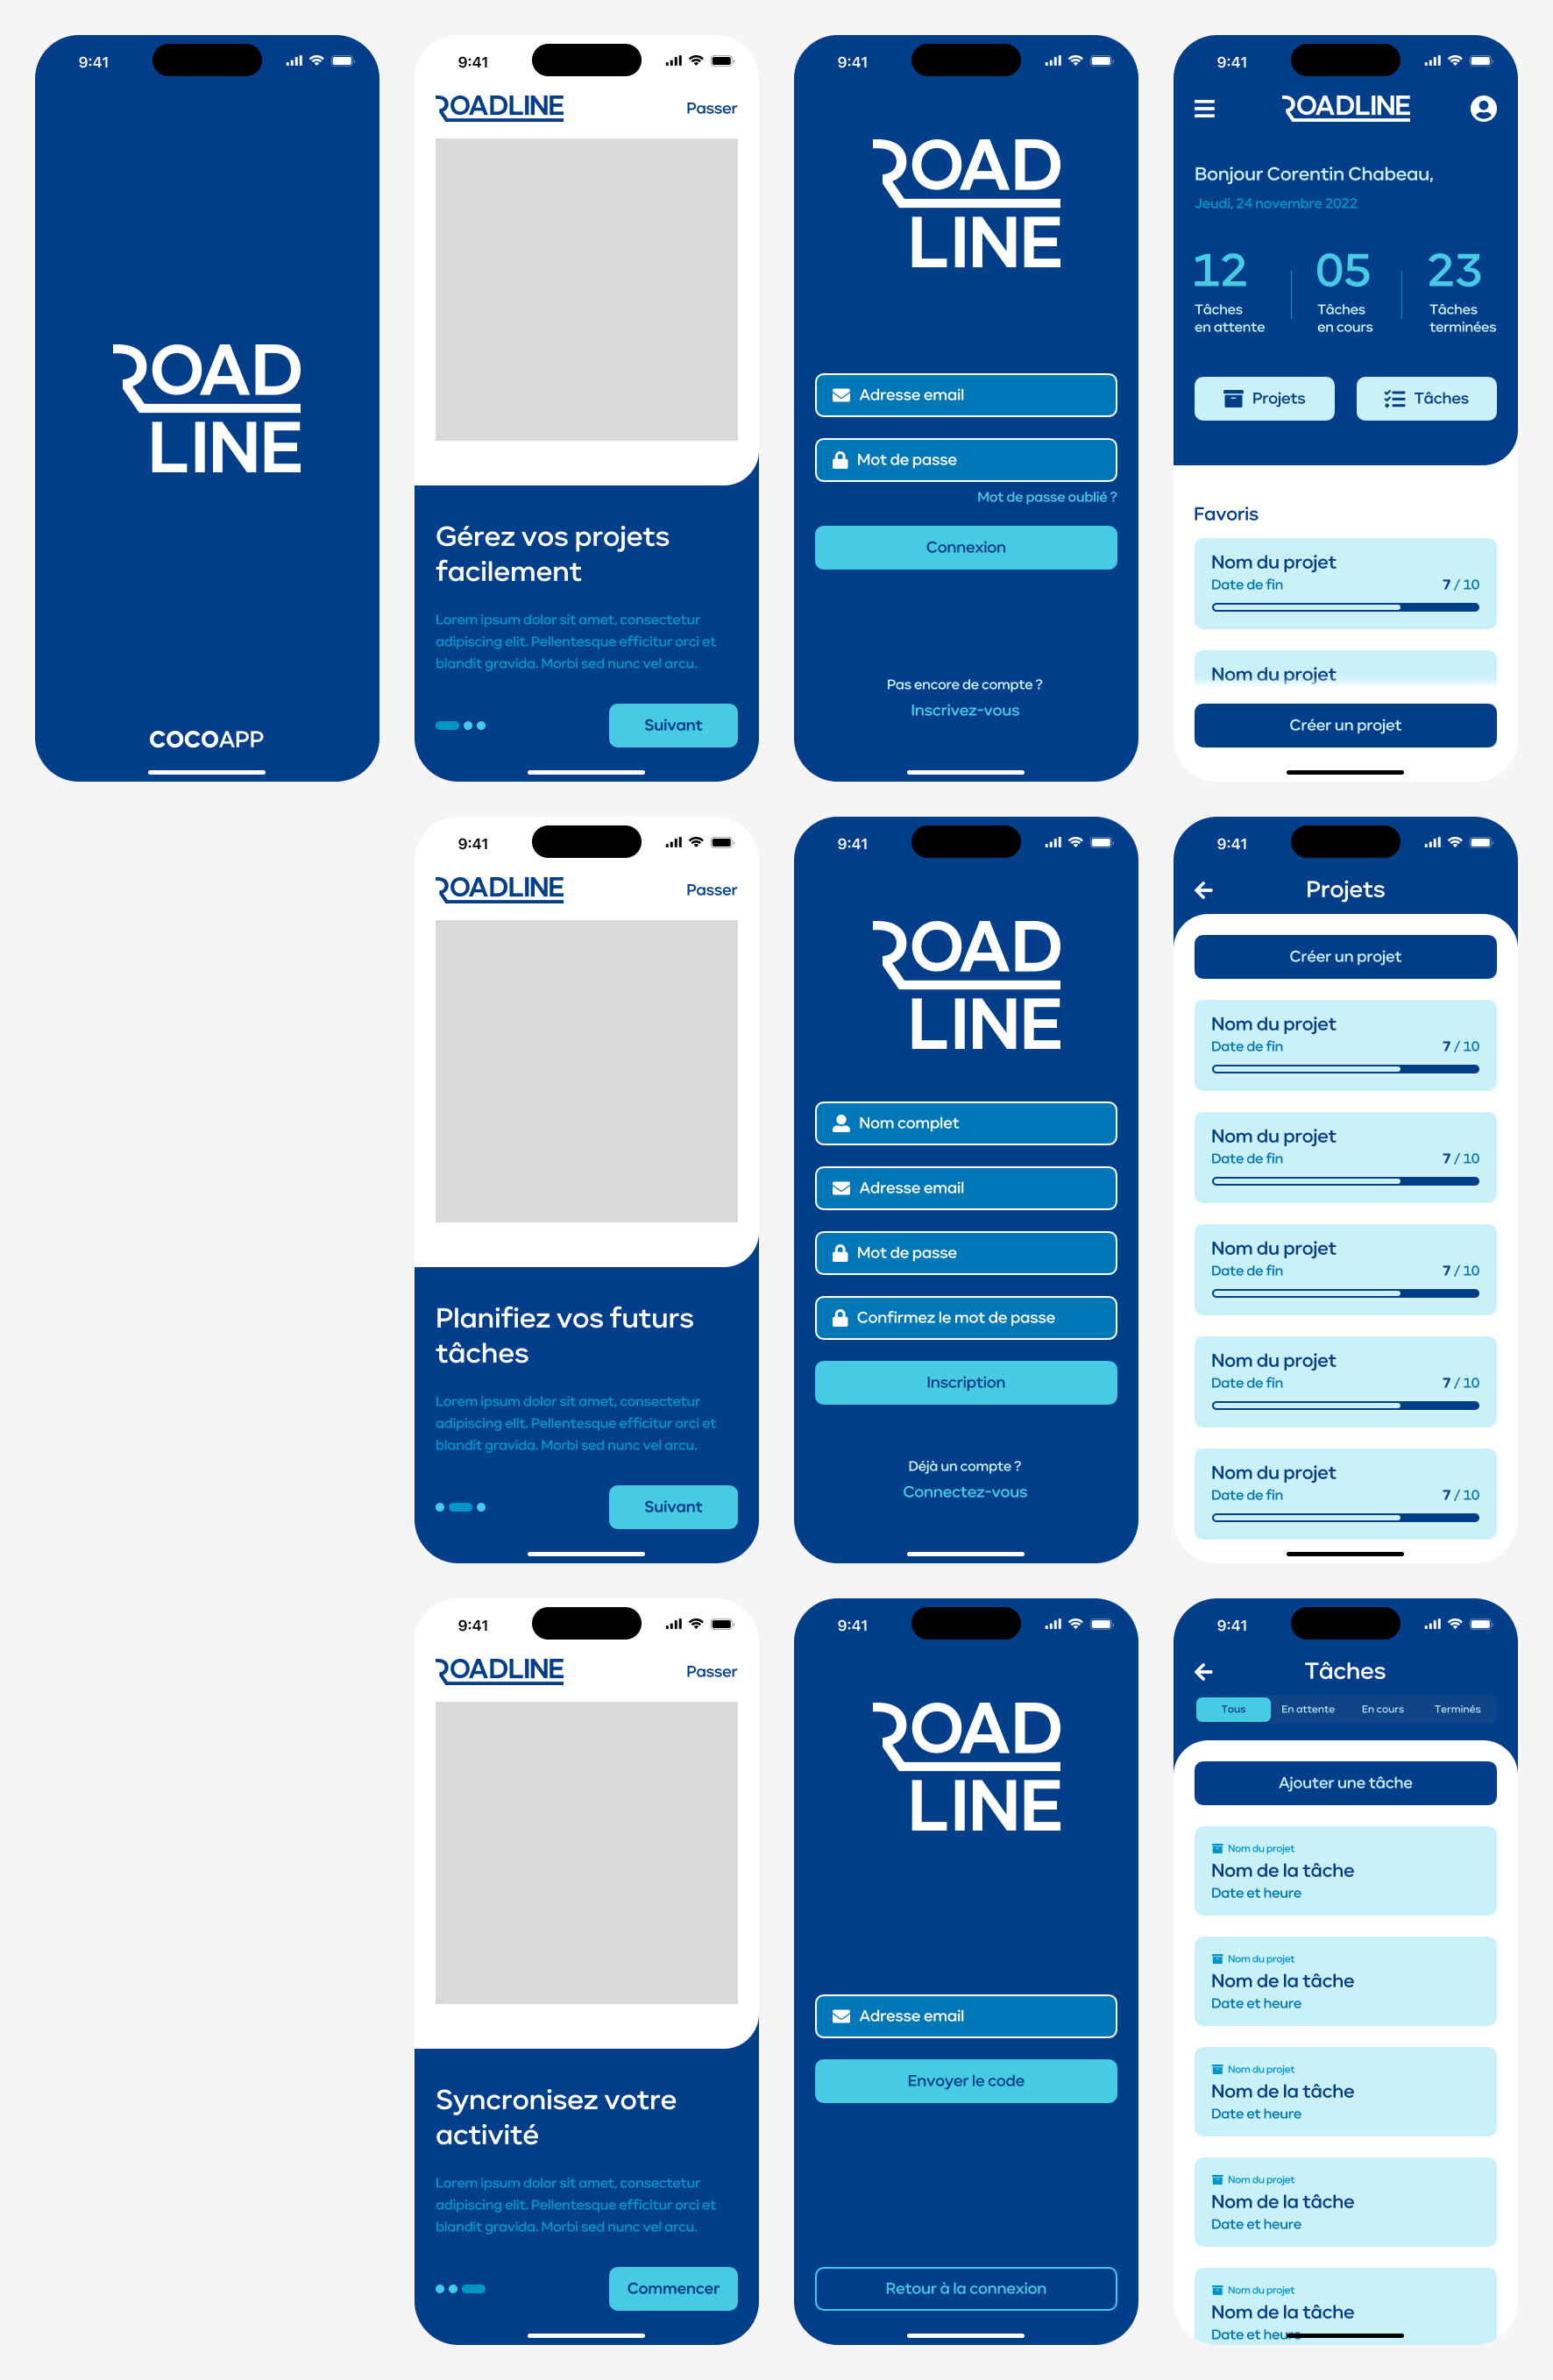 9:41
ROAD
LINE
COCOAPP
9:41
ROADLINE
Passer
Gérez vos projets
facilement
Lorem ipsum dolor sit amet, consectetur
adipiscing elit. Pellentesque efficitur orci et
blandit gravida. Morbi sed nunc vel arcu.
Suivant
9:41
ROAD
LINE
Adresse email
Mot de passe
Mot de passe oublié ?
Connexion
Pas encore de compte ?
Inscrivez-vous
9:41
ROADLINE
Bonjour Corentin Chabeau,
Jeudi, 24 novembre 2022
12
Tâches
en attente
05
Tâches
en cours
23
Tâches
terminées
Projets
Tâches
Favoris
Nom du projet
Date de fin
7 / 10
Nom du projet
Créer un projet
9:41
ROADLINE
Passer
Planifiez vos futurs
tâches
Lorem ipsum dolor sit amet, consectetur
adipiscing elit. Pellentesque efficitur orci et
blandit gravida. Morbi sed nunc vel arcu.
Suivant
9:41
ROAD
LINE
Nom complet
Adresse email
Mot de passe
Confirmez le mot de passe
Inscription
Déjà un compte ?
Connectez-vous
9:41
Projets
Créer un projet
Nom du projet
Date de fin
7 / 10
Nom du projet
Date de fin
7 / 10
Nom du projet
Date de fin
7 / 10
Nom du projet
Date de fin
7 / 10
Nom du projet
Date de fin
7 / 10
9:41
ROADLINE
Passer
Syncronisez votre
activité
Lorem ipsum dolor sit amet, consectetur
adipiscing elit. Pellentesque efficitur orci et
blandit gravida. Morbi sed nunc vel arcu.
Commencer
9:41
ROAD
LINE
Adresse email
Envoyer le code
Retour à la connexion
9:41
Tâches
Tous
En attente
En cours
Terminés
Ajouter une tâche
Nom du projet
Nom de la tâche
Date et heure
Nom du projet
Nom de la tâche
Date et heure
Nom du projet
Nom de la tâche
Date et heure
Nom du projet
Nom de la tâche
Date et heure
Nom du projet
Nom de la tâche
Date et heure